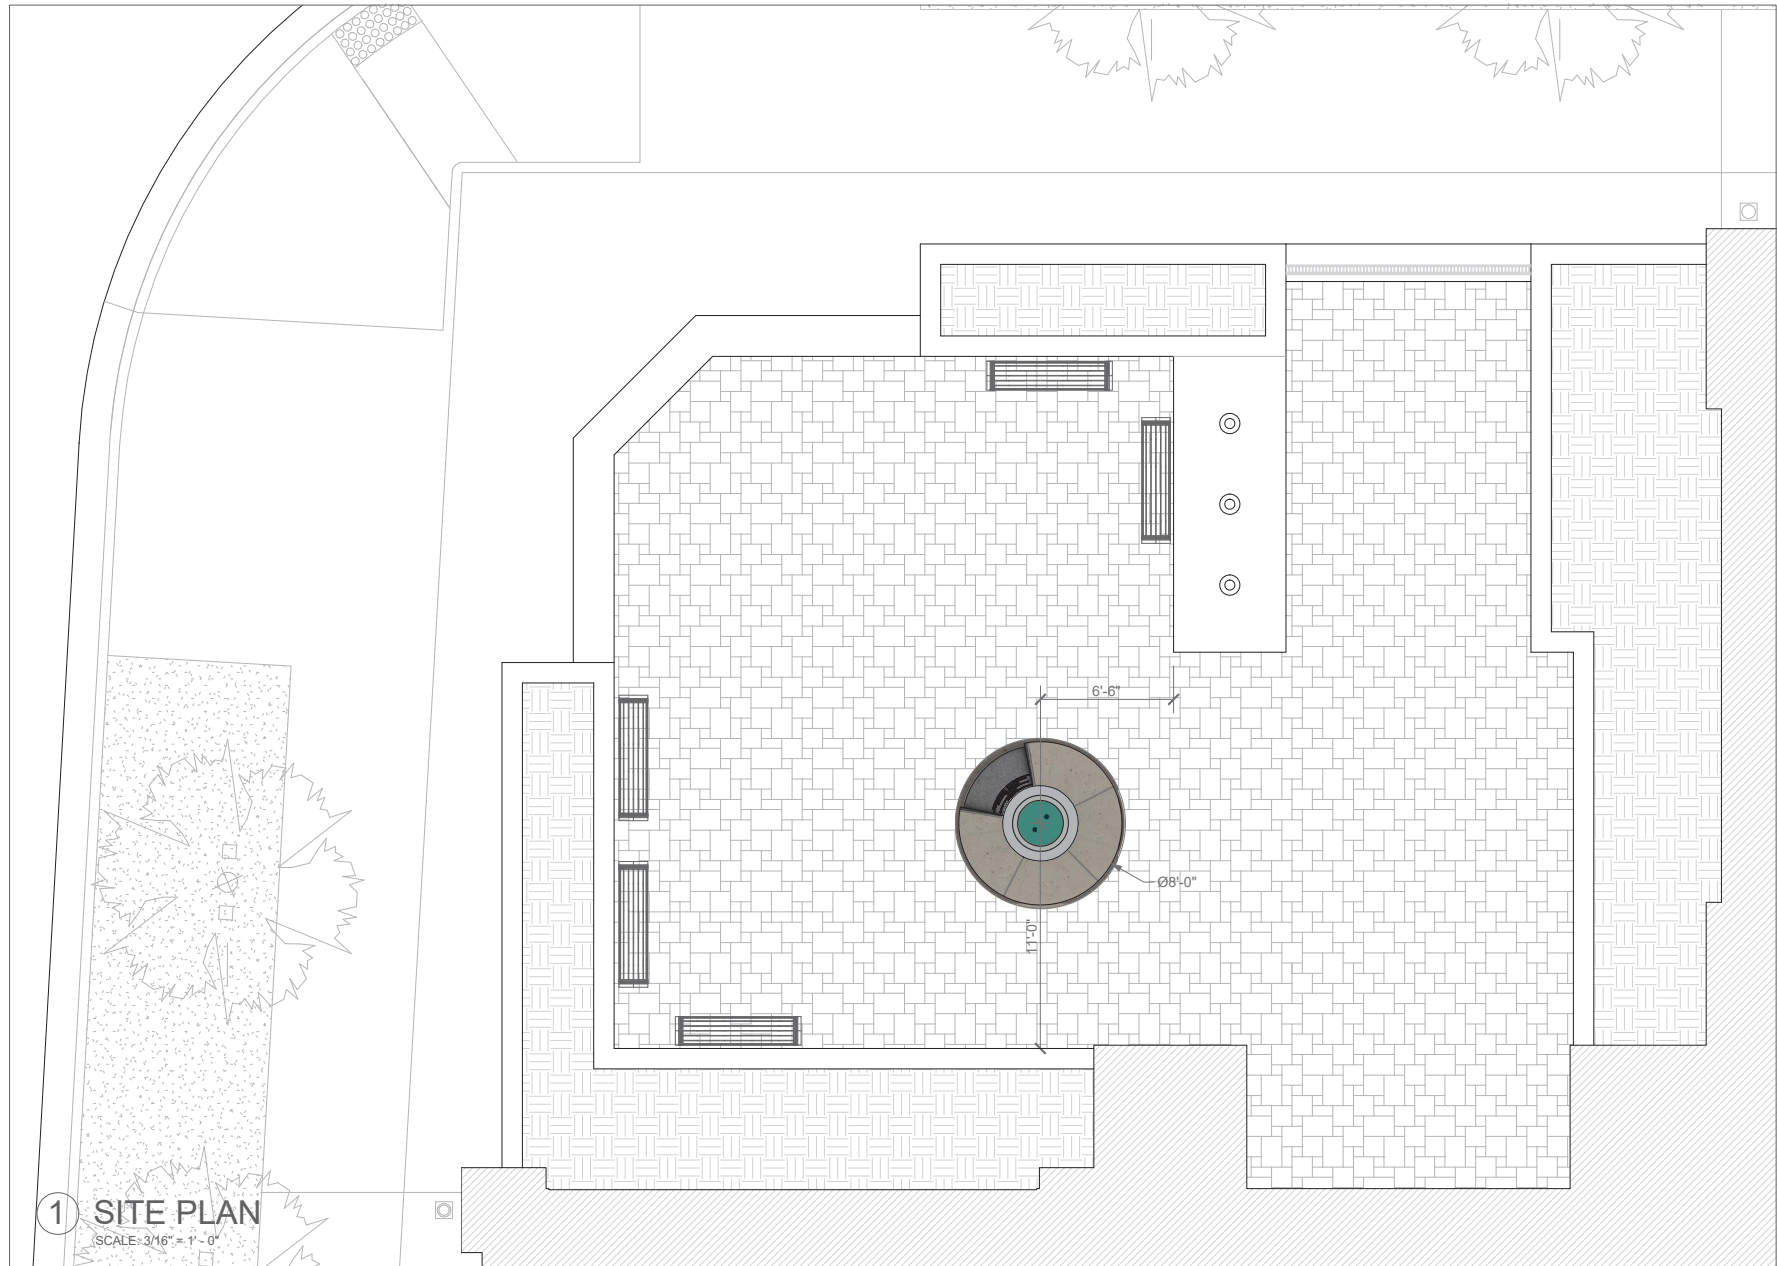 6'-6"
Ø8'-0"
11'-0"
1 SITE PLAN
SCALE: 3/16" = 1' - 0"